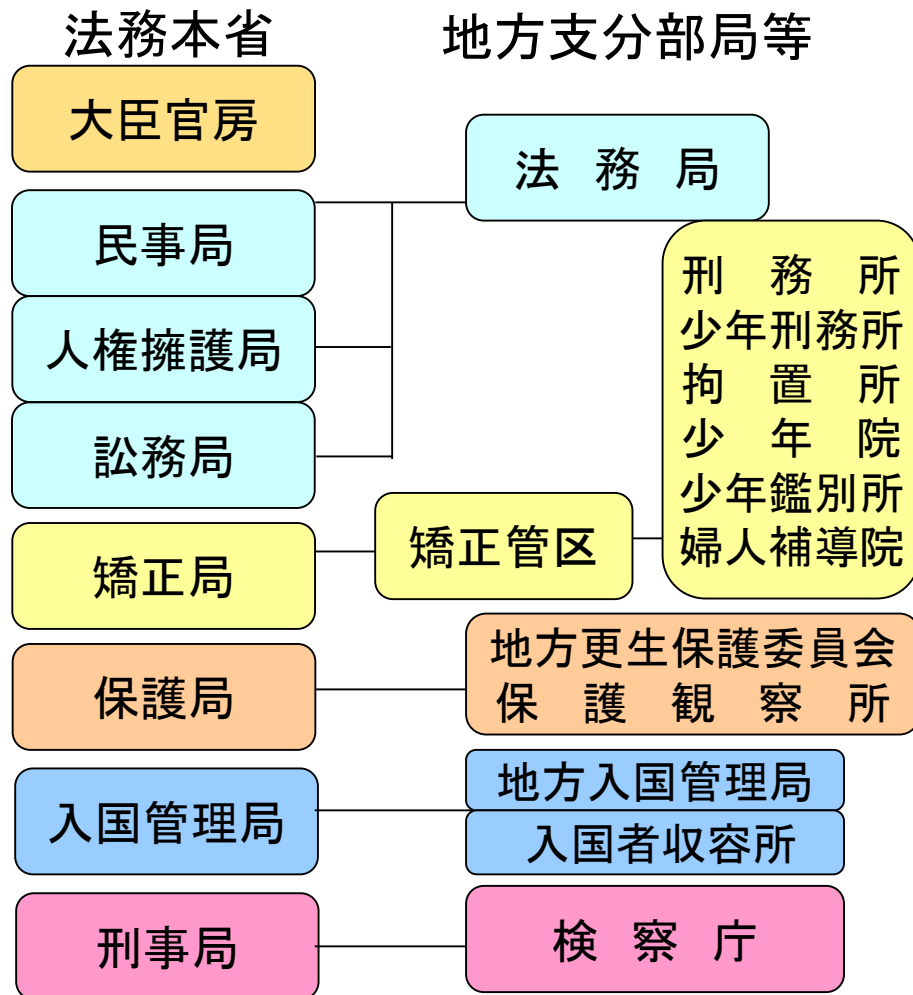 法務本省
地方支分部局等
大臣官房
法務局
民事局
人権擁護局
訟務局
刑務所
少年刑務所
拘置所
少年院
少年鑑別所
婦人補導院
矯正管区
矯正局
地方更生保護委員会
保護観察所
保護局
地方入国管理局
入国者収容所
入国管理局
検察庁
刑事局